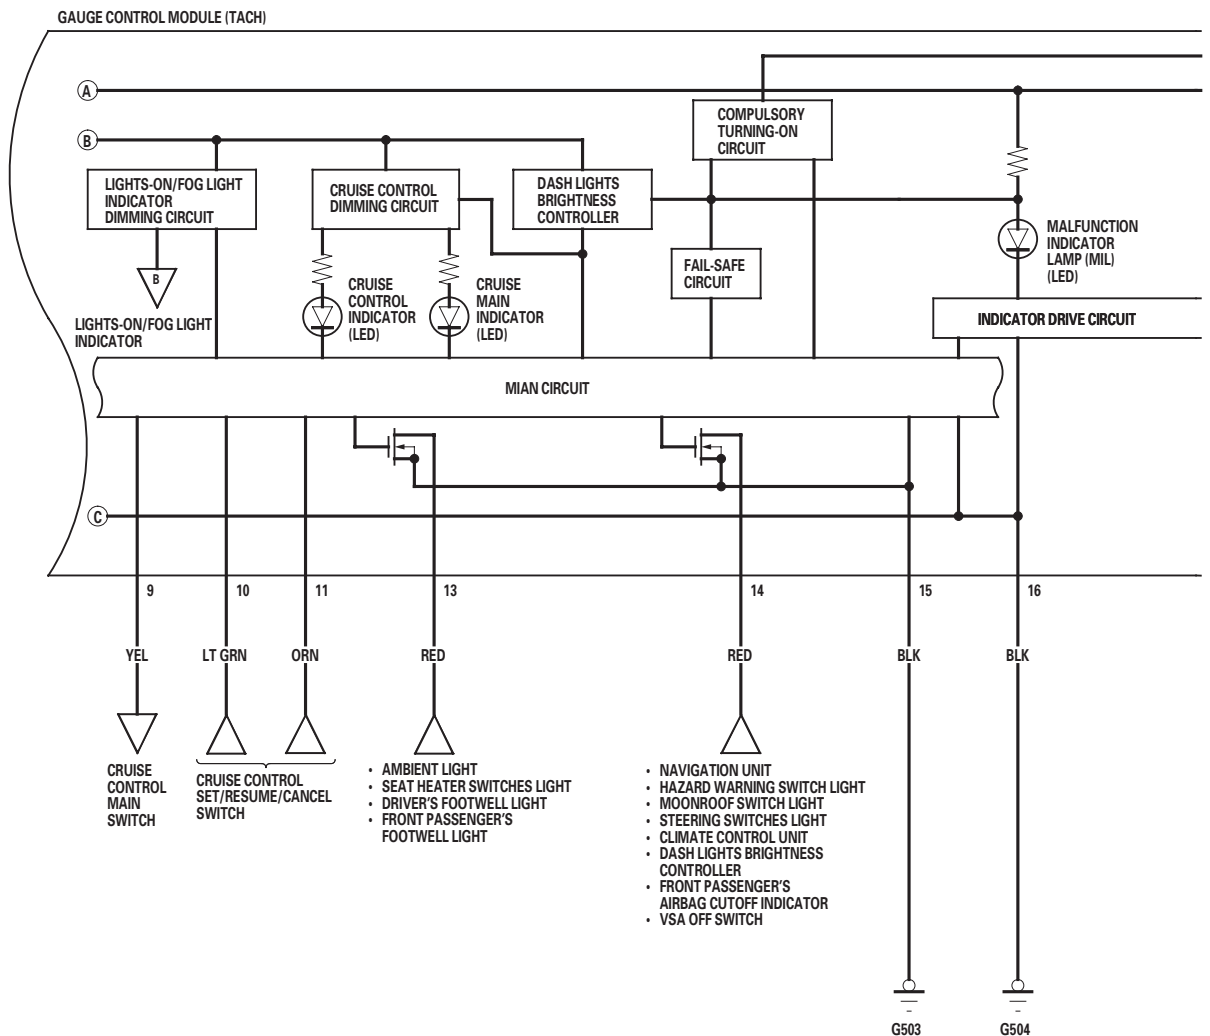 GAUGE CONTROL MODULE (TACH)
A
B
COMPULSORY
TURNING-ON
CIRCUIT
LIGHTS-ON/FOG LIGHT
INDICATOR
DIMMING CIRCUIT
CRUISE CONTROL
DIMMING CIRCUIT
DASH LIGHTS
BRIGHTNESS
CONTROLLER
MALFUNCTION
INDICATOR
LAMP (MIL)
(LED)
FAIL-SAFE
CIRCUIT
B
LIGHTS-ON/FOG LIGHT
INDICATOR
CRUISE
CONTROL
INDICATOR
(LED)
CRUISE
MAIN
INDICATOR
(LED)
INDICATOR DRIVE CIRCUIT
MIAN CIRCUIT
C
9
10
11
13
14
15
16
YEL
LT GRN
ORN
RED
RED
BLK
BLK
CRUISE
CONTROL
MAIN
SWITCH
CRUISE CONTROL
SET/RESUME/CANCEL
SWITCH
• AMBIENT LIGHT
• SEAT HEATER SWITCHES LIGHT
• DRIVER'S FOOTWELL LIGHT
• FRONT PASSENGER'S
FOOTWELL LIGHT
• NAVIGATION UNIT
• HAZARD WARNING SWITCH LIGHT
• MOONROOF SWITCH LIGHT
• STEERING SWITCHES LIGHT
• CLIMATE CONTROL UNIT
• DASH LIGHTS BRIGHTNESS
CONTROLLER
• FRONT PASSENGER'S
AIRBAG CUTOFF INDICATOR
• VSA OFF SWITCH
G503
G504